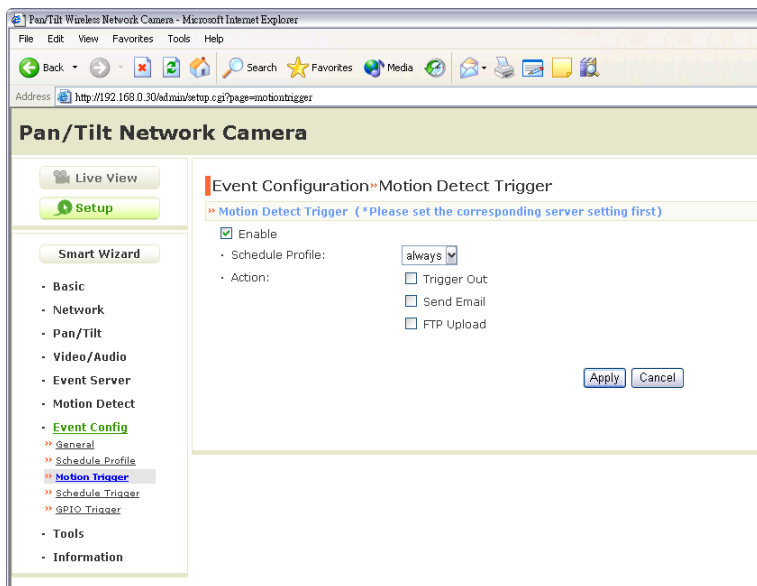 Pan/Tilt Wireless Network Camera - Microsoft Internet Explorer
File Edit View Favorites Tools Help
Back Search Favorites Media
Address http://192.168.0.30/admin/setup.cgi?page=motiontrigger
Pan/Tilt Network Camera
Live View
Setup
Smart Wizard
· Basic
· Network
· Pan/Tilt
· Video/Audio
· Event Server
· Motion Detect
· Event Config
» General
» Schedule Profile
» Motion Trigger
» Schedule Trigger
» GPIO Trigger
· Tools
· Information
Event Configuration»Motion Detect Trigger
» Motion Detect Trigger (*Please set the corresponding server setting first)
Enable
· Schedule Profile: always
· Action: Trigger Out
Send Email
FTP Upload
Apply Cancel